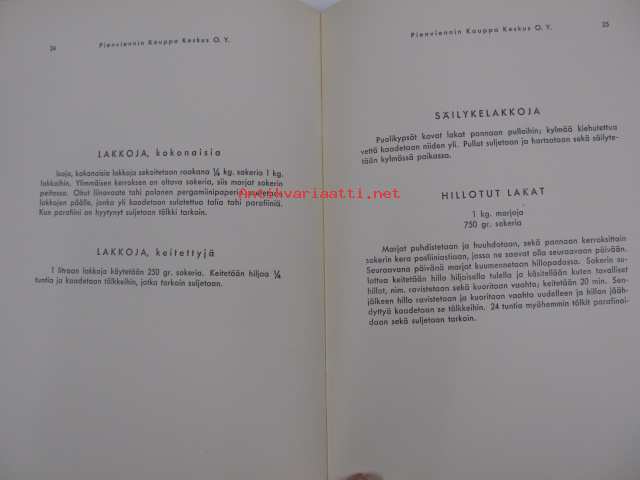 24
Pienviennin Kauppa Keskus O. Y.
LAKKOJA, kokonaisia
Isoja, kokonaisia lakkoja sekoitetaan raakana ¼ kg. sokeria 1 kg.
lakkoihin. Ylimmäisen kerroksen on oltava sokeria, siis marjat sokerin
peitossa. Ohut liinavaate tahi palanen pergamiinipaperia asetetaan
lakkojen päälle, jonka yli kaadetaan sulatettua talia tahi parafiiniä.
Kun parafiini on hyytynyt suljetaan tölkki tarkoin.
LAKKOJA, keitettyjä
1 litraan lakkoja käytetään 250 gr. sokeria. Keitetään hiljaa ¼
tuntia ja kaadetaan tölkkeihin, jotka tarkoin suljetaan.
Antikvariaatti.net
Pienviennin Kauppa Keskus O. Y.
25
SÄILYKELAKKOJA
Puolikypsät kovat lakat pannaan pulloihin; kylmää kiehutettua
vettä kaadetaan niiden yli. Pullot suljetaan ja hartsataan sekä säilyte-
tään kylmässä paikassa.
HILLOTUT LAKAT
1 kg. marjoja
750 gr. sokeria
Marjat puhdistetaan ja huuhdotaan, sekä pannaan kerroksittain
sokerin kera posliiniastiaan, jossa ne saavat olla seuraavaan päivään.
Seuraavana päivänä marjat kuumennetaan hillopadassa. Sokerin su-
lattua keitetään hillo hiljaisella tulella ja käsitellään kuten tavalliset
hillot, nim. ravistetaan sekä kuoritaan vaahto; keitetään 20 min. Sen-
jälkeen hillo ravistetaan ja kuoritaan vaahto uudelleen ja hillon jääh-
dyttyä kaadetaan se tölkkeihin. 24 tuntia myöhemmin tölkit parafinoi-
daan sekä suljetaan tarkoin.